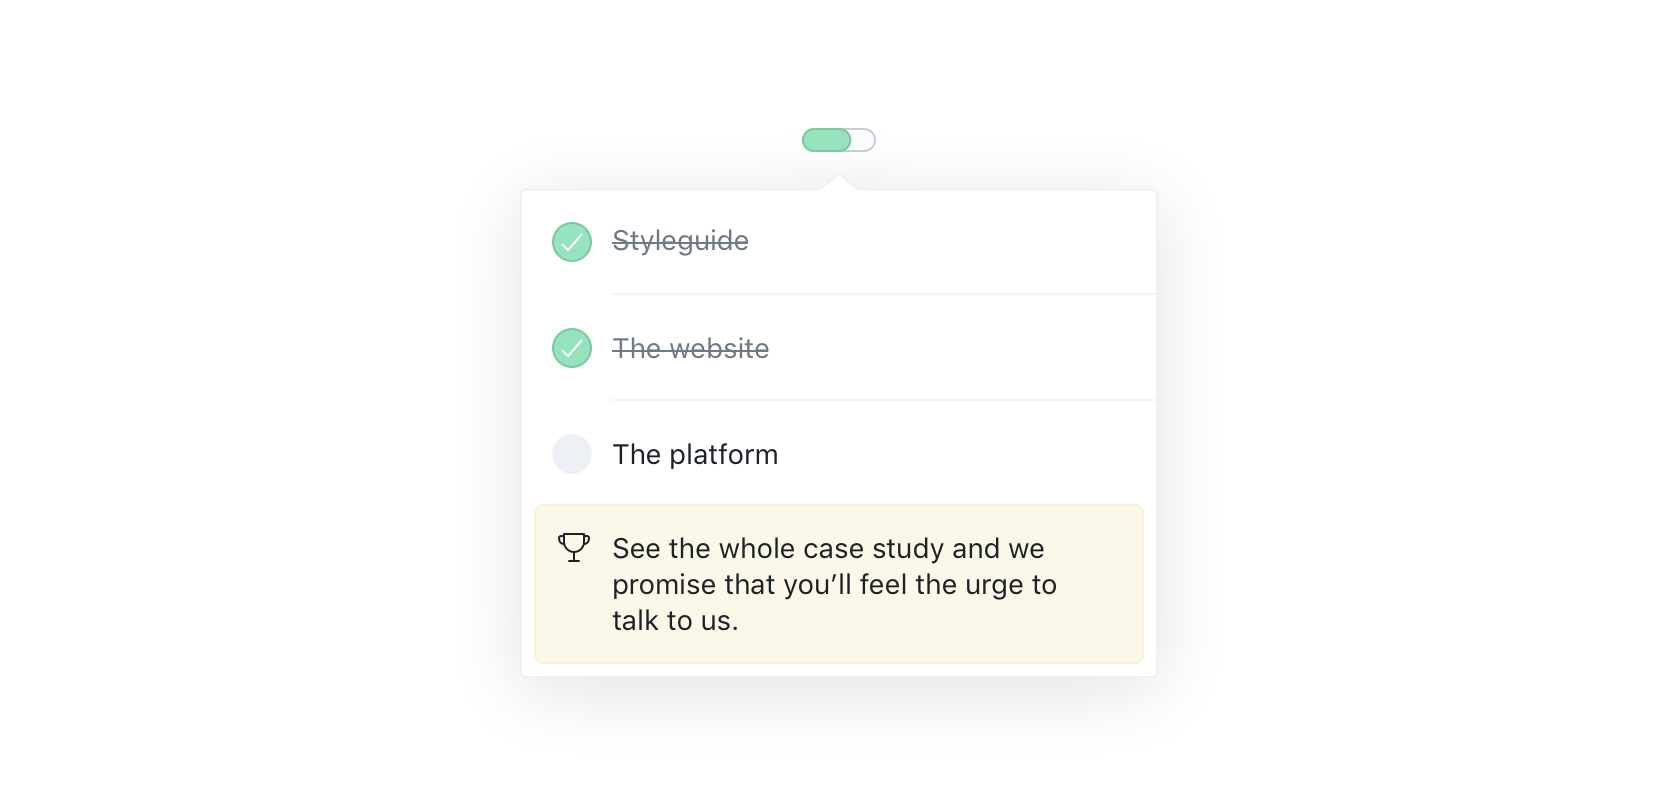 Styleguide
The website
The platform
See the whole case study and we
promise that you’ll feel the urge to
talk to us.